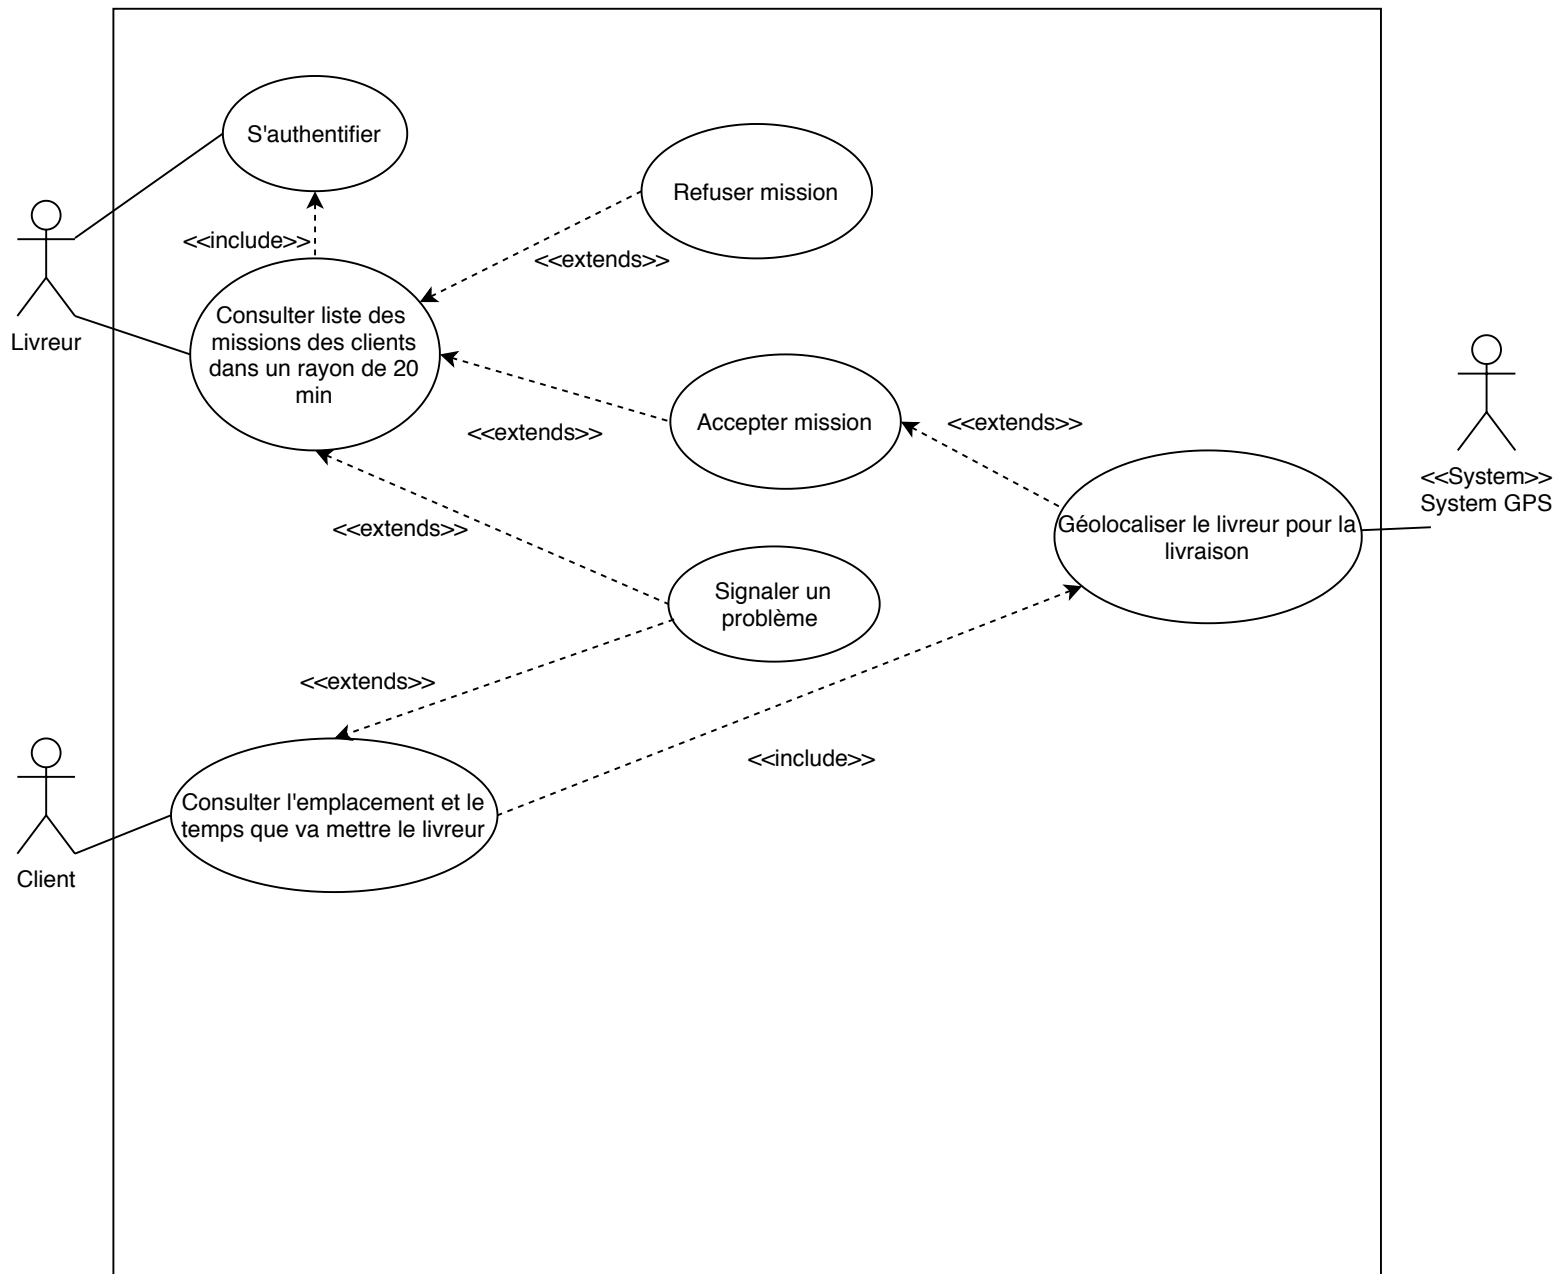 S'authentifier
Refuser mission
<<include>>
<<extends>>
Consulter liste des
missions des clients
dans un rayon de 20
min
Livreur
Accepter mission
<<extends>>
<<extends>>
<<System>>
System GPS
Géolocaliser le livreur pour la
livraison
<<extends>>
Signaler un
problème
<<extends>>
<<include>>
Consulter l'emplacement et le
temps que va mettre le livreur
Client